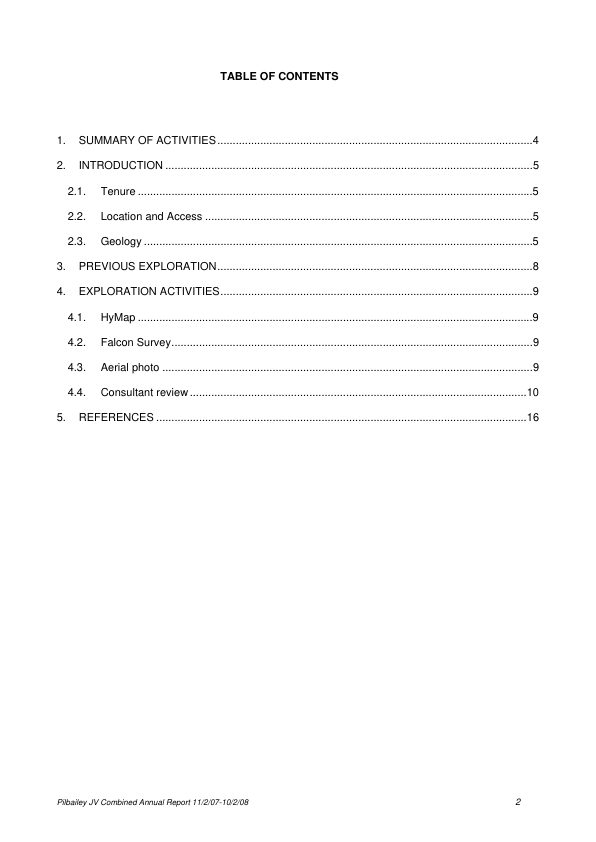 TABLE OF CONTENTS
1. SUMMARY OF ACTIVITIES....................................................................................................4
2. INTRODUCTION ....................................................................................................................5
2.1. Tenure ..............................................................................................................................5
2.2. Location and Access .........................................................................................................5
2.3. Geology ............................................................................................................................5
3. PREVIOUS EXPLORATION....................................................................................................8
4. EXPLORATION ACTIVITIES...................................................................................................9
4.1. HyMap ..............................................................................................................................9
4.2. Falcon Survey...................................................................................................................9
4.3. Aerial photo ......................................................................................................................9
4.4. Consultant review ...........................................................................................................10
5. REFERENCES .....................................................................................................................16
Pilbailey JV Combined Annual Report 11/2/07-10/2/08 2